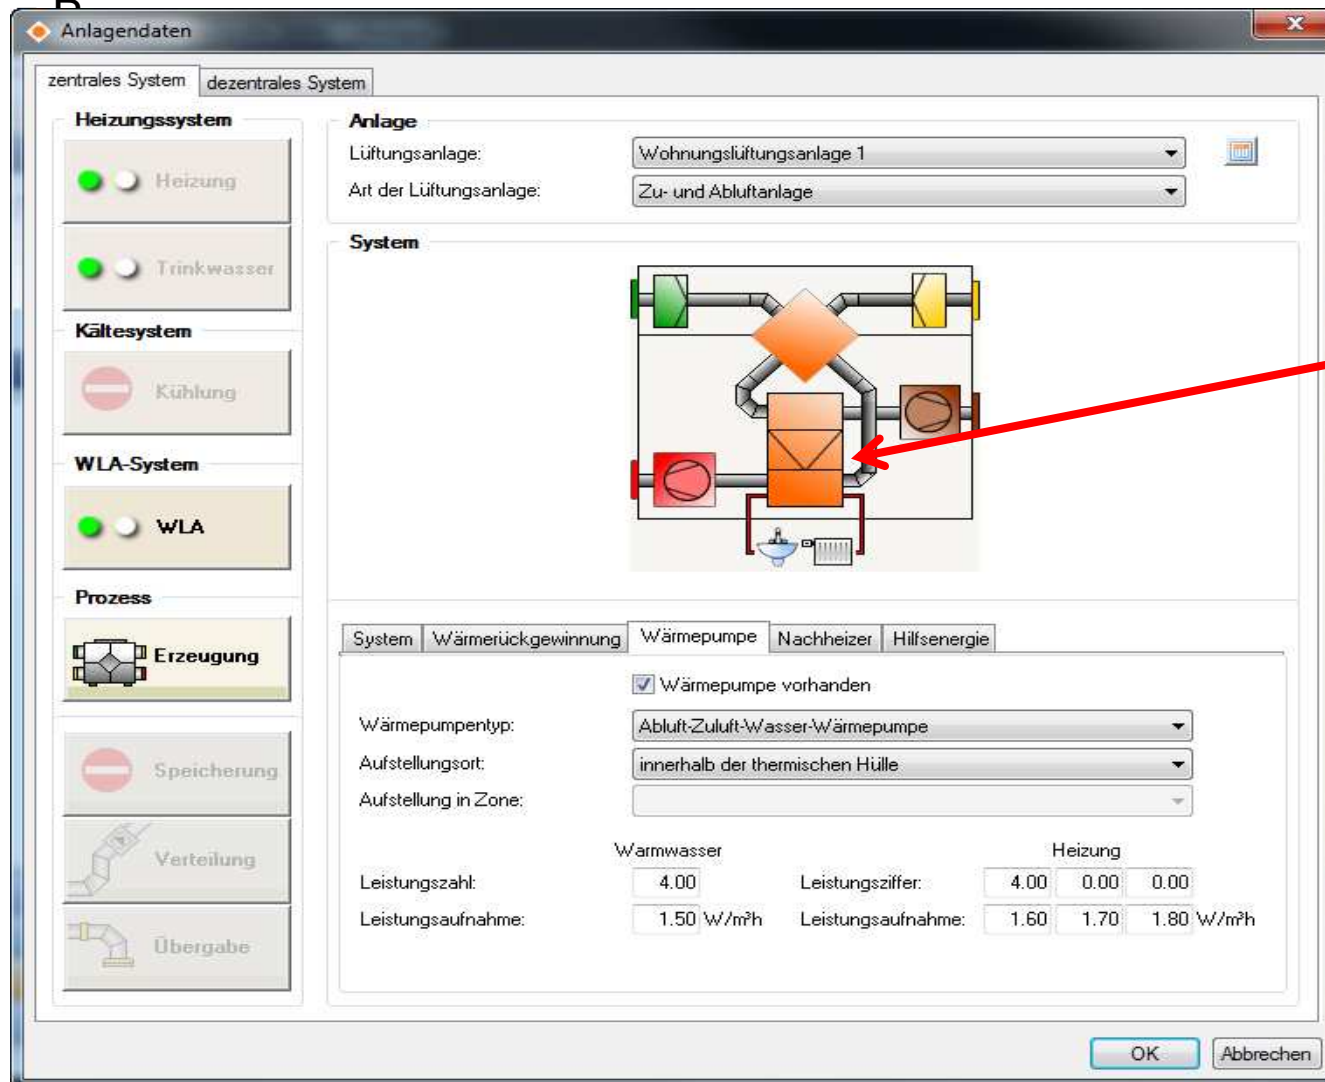 Anlagendaten
zentrales System dezentrales System
Heizungssystem
Heizung
Trinkwasser
Kältesystem
Kühlung
WLA-System
WLA
Prozess
Erzeugung
Speicherung
Verteilung
Übergabe
Anlage
Lüftungsanlage: Wohnungslüftungsanlage 1
Art der Lüftungsanlage: Zu- und Abluftanlage
System
System Wärmerückgewinnung Wärmepumpe Nachheizer Hilfsenergie
Wärmepumpe vorhanden
Wärmepumpentyp: Abluft-Zuluft-Wasser-Wärmepumpe
Aufstellungsort: innerhalb der thermischen Hülle
Aufstellung in Zone:
Warmwasser Heizung
Leistungszahl: 4.00 Leistungsziffer: 4.00 0.00 0.00
Leistungsaufnahme: 1.50 W/m³h Leistungsaufnahme: 1.60 1.70 1.80 W/m³h
OK Abbrechen